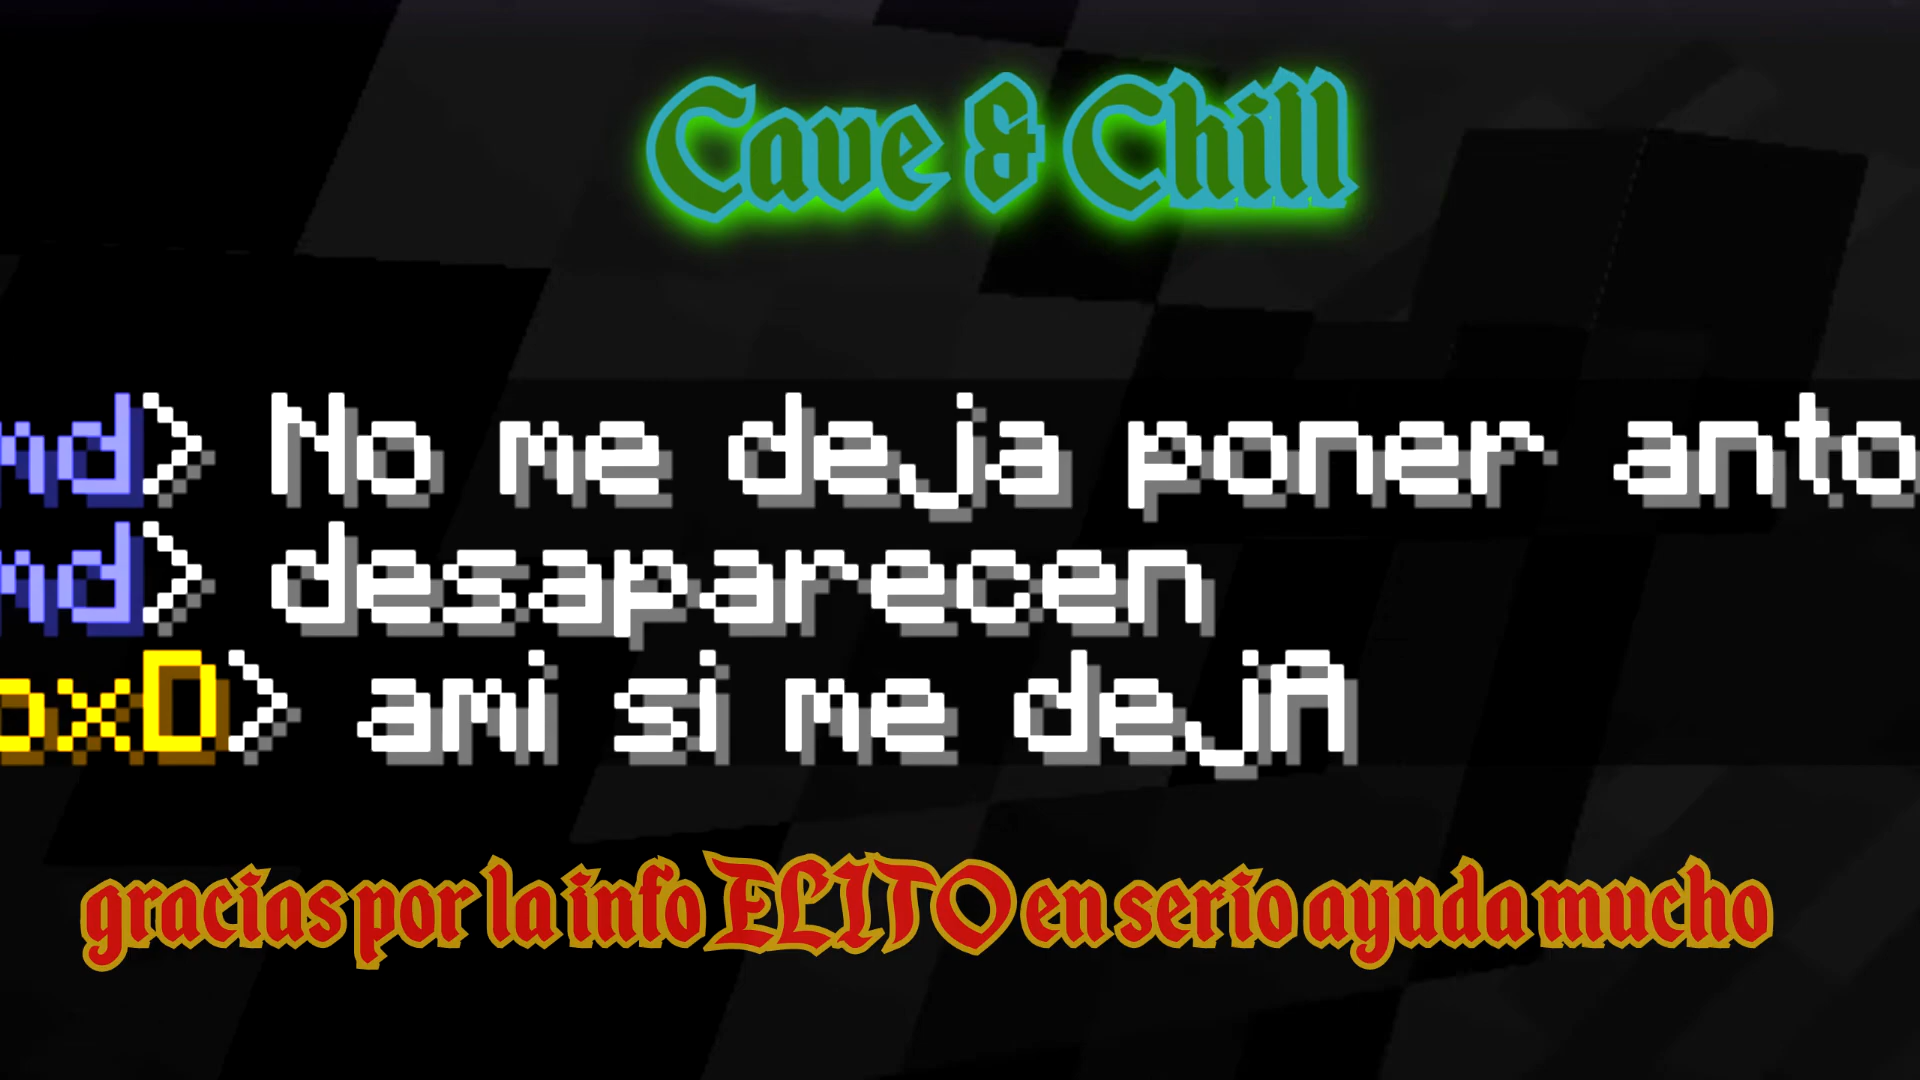 Cave & Chill
nd> No me deja poner anto
nd> desaparecen
oxD> ami si me dejA
gracias por la info ELITO en serio ayuda mucho